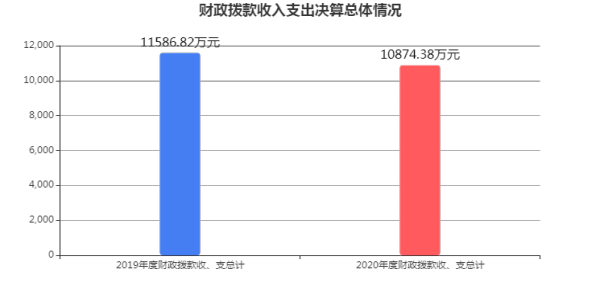 财政拨款收入支出决算总体情况
12,000
10,000
8,000
6,000
4,000
2,000
0
11586.82万元
10874.38万元
2019年度财政拨款收、支总计
2020年度财政拨款收、支总计